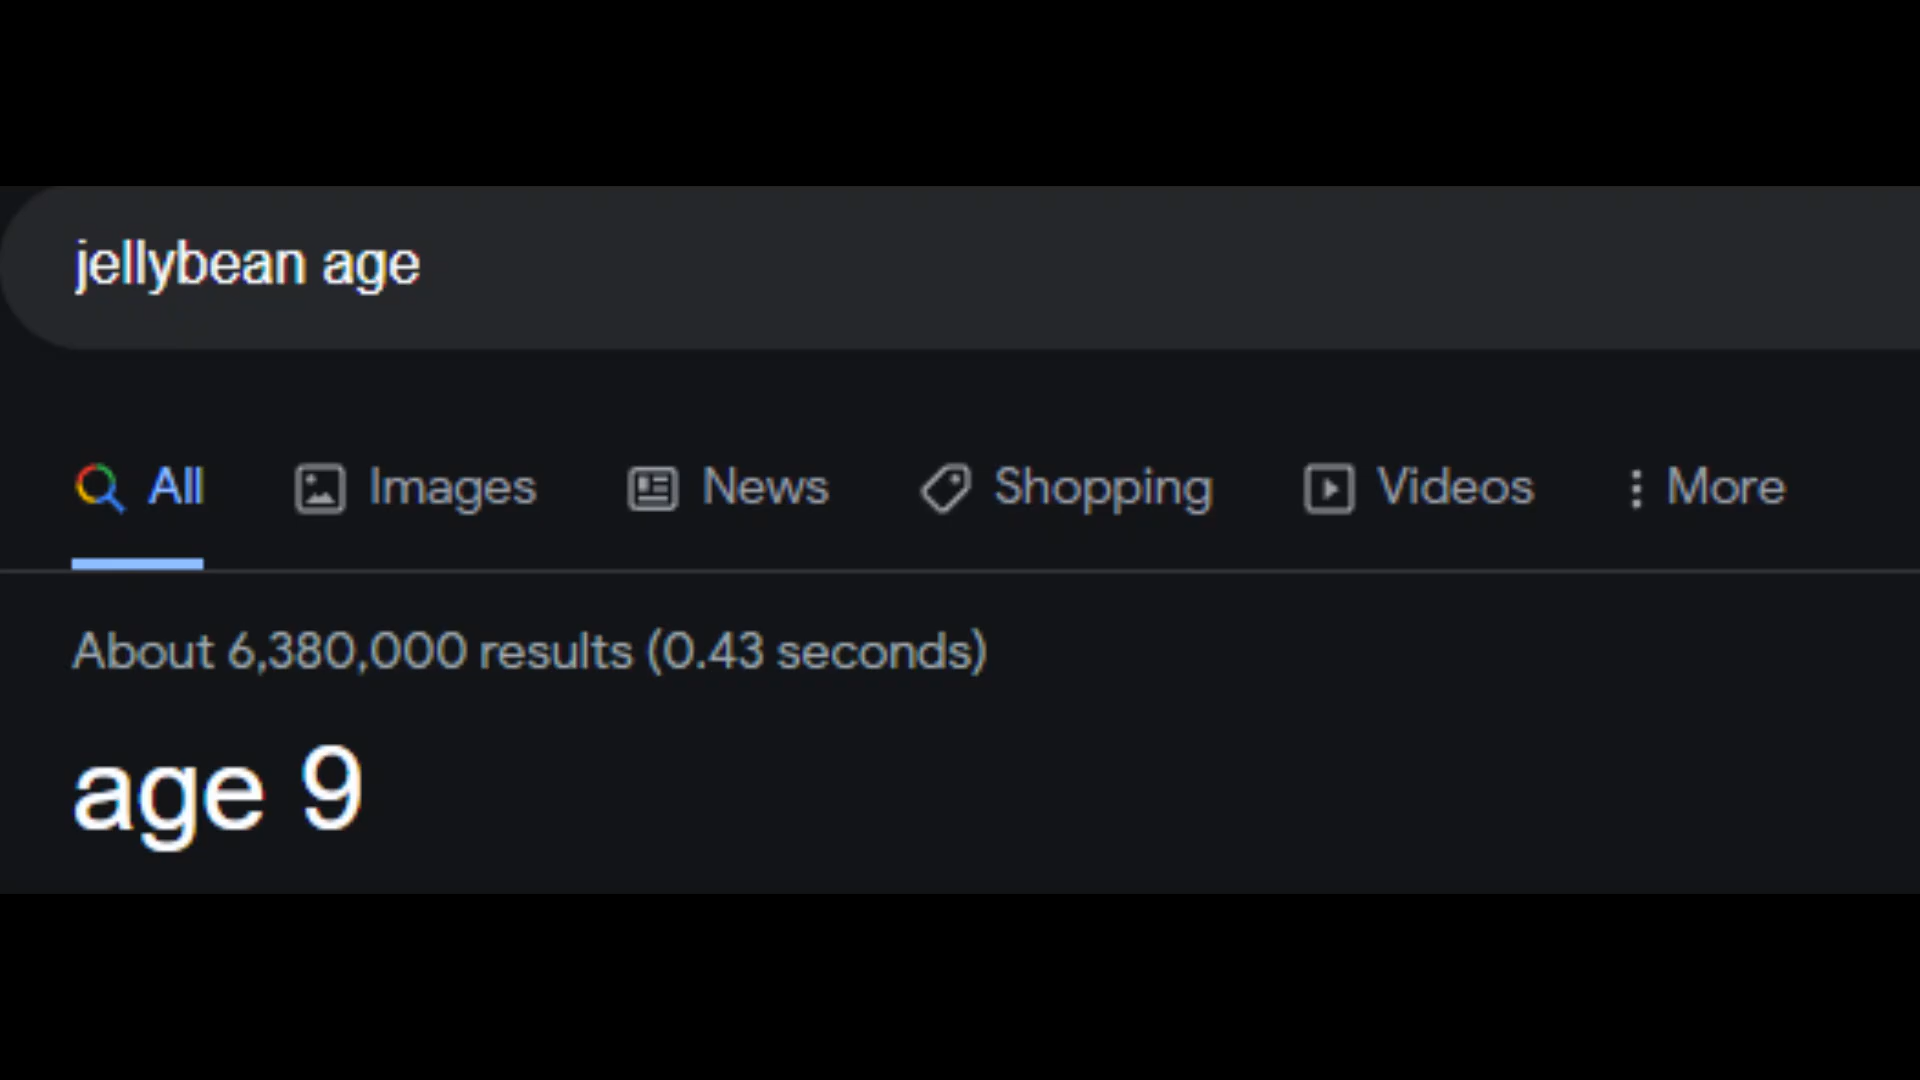 jellybean age
All Images News Shopping Videos More
About 6,380,000 results (0.43 seconds)
age 9